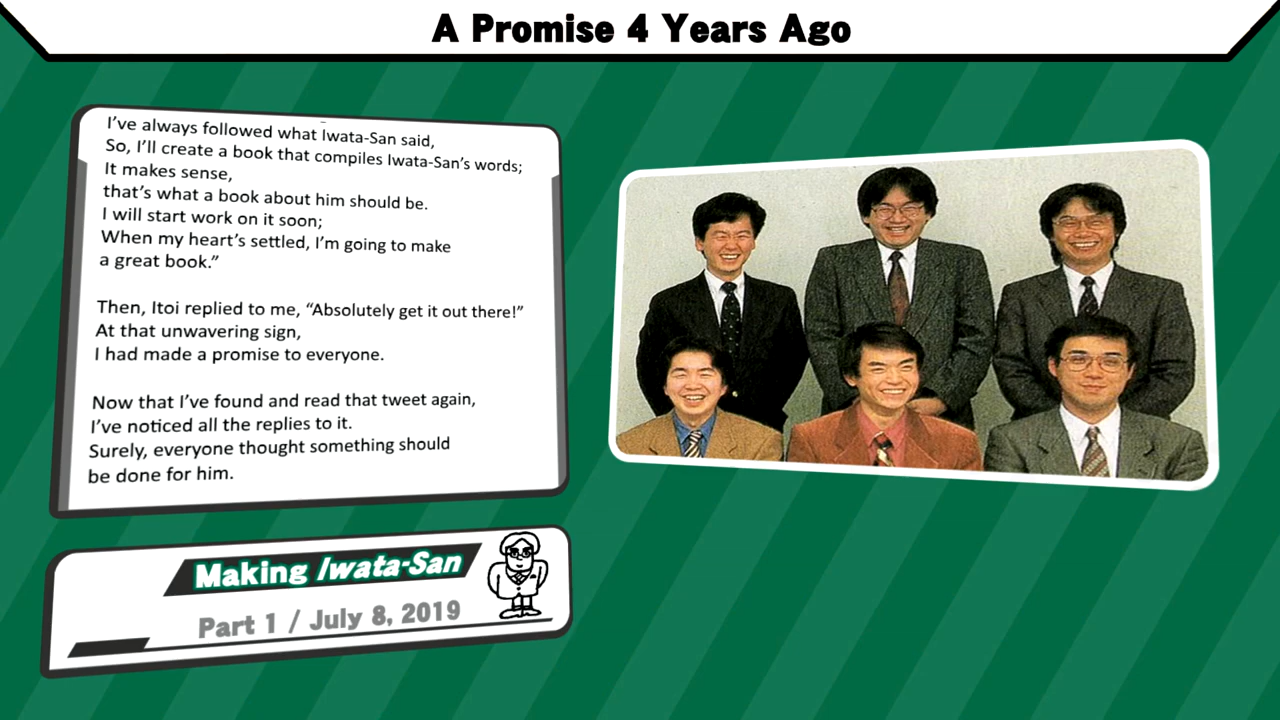 A Promise 4 Years Ago
I've always followed what Iwata-San said,
So, I'll create a book that compiles Iwata-San's words;
It makes sense,
that's what a book about him should be.
I will start work on it soon;
When my heart's settled, I'm going to make
a great book.”
Then, Itoi replied to me, “Absolutely get it out there!”
At that unwavering sign,
I had made a promise to everyone.
Now that I've found and read that tweet again,
I've noticed all the replies to it.
Surely, everyone thought something should
be done for him.
Making Iwata-San
Part 1 / July 8, 2019